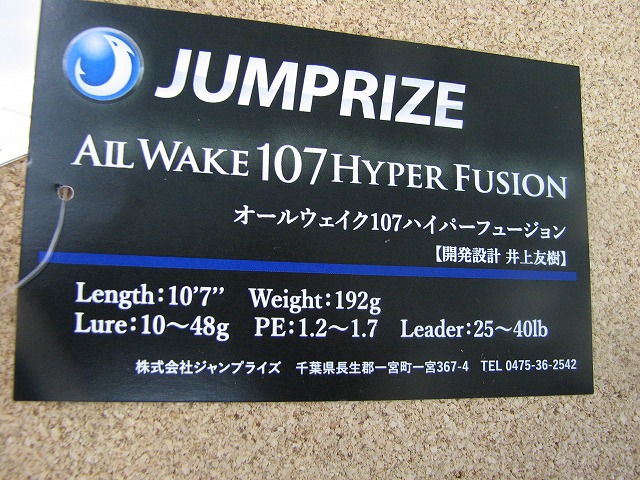 JUMPRIZE
ALL WAKE 107 HYPER FUSION
オールウェイク107ハイパーフュージョン
【開発設計 井上友樹】
Length：10'7” Weight：192g
Lure：10～48g PE：1.2～1.7 Leader：25～40lb
株式会社ジャンプライズ 千葉県長生郡一宮町一宮367-4 TEL 0475-36-2542